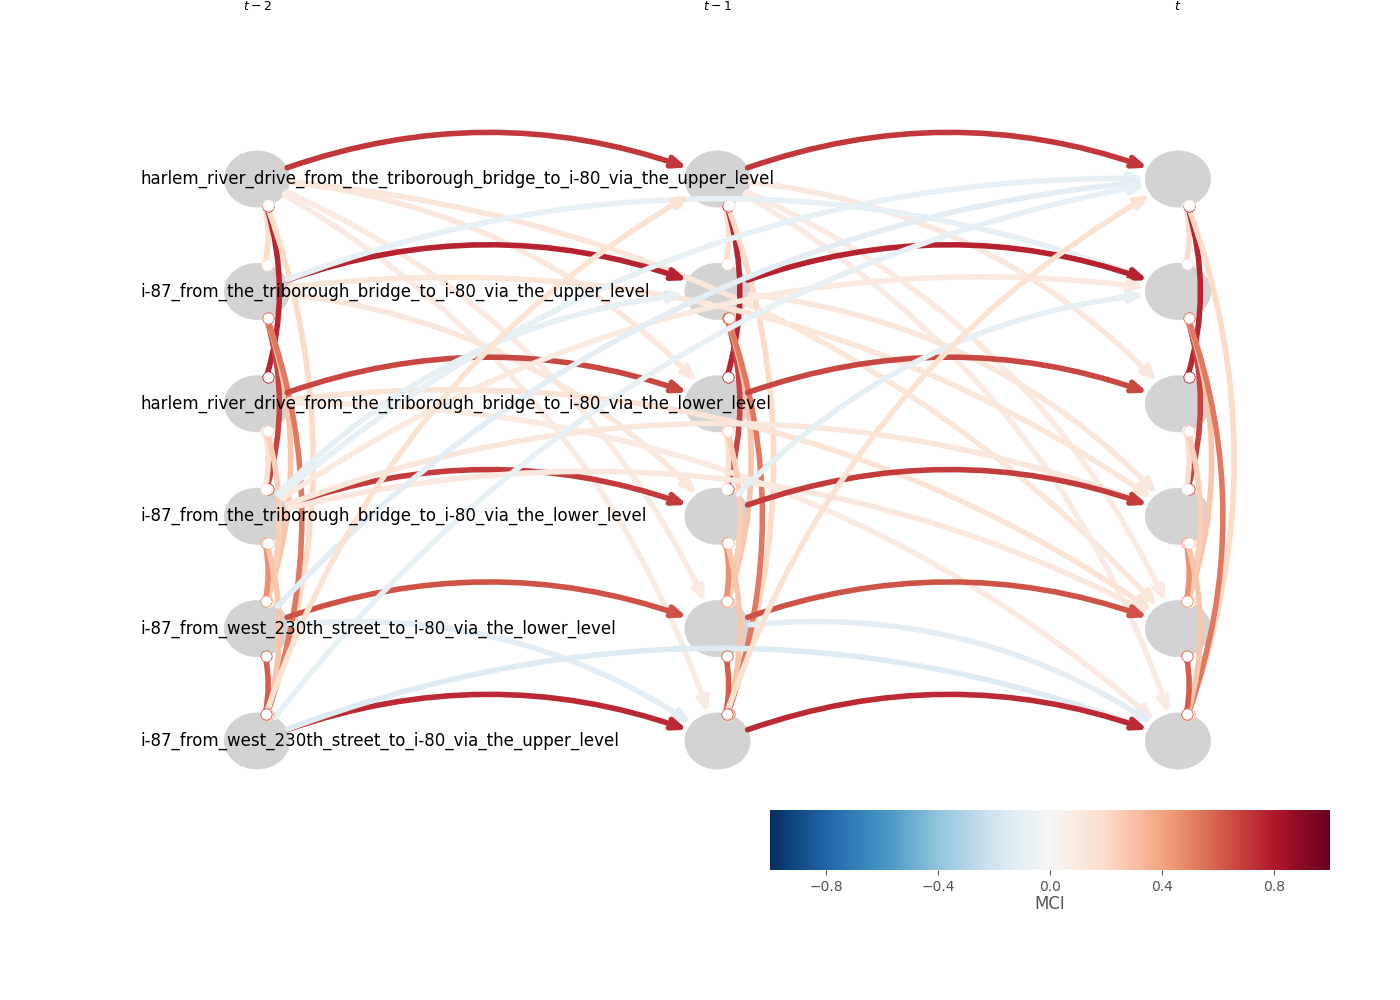 t − 2 t − 1 t
harlem_river_drive_from_the_triborough_bridge_to_i-80_via_the_upper_level
i-87_from_the_triborough_bridge_to_i-80_via_the_upper_level
harlem_river_drive_from_the_triborough_bridge_to_i-80_via_the_lower_level
i-87_from_the_triborough_bridge_to_i-80_via_the_lower_level
i-87_from_west_230th_street_to_i-80_via_the_lower_level
i-87_from_west_230th_street_to_i-80_via_the_upper_level
−0.8 −0.4 0.0 0.4 0.8
MCI